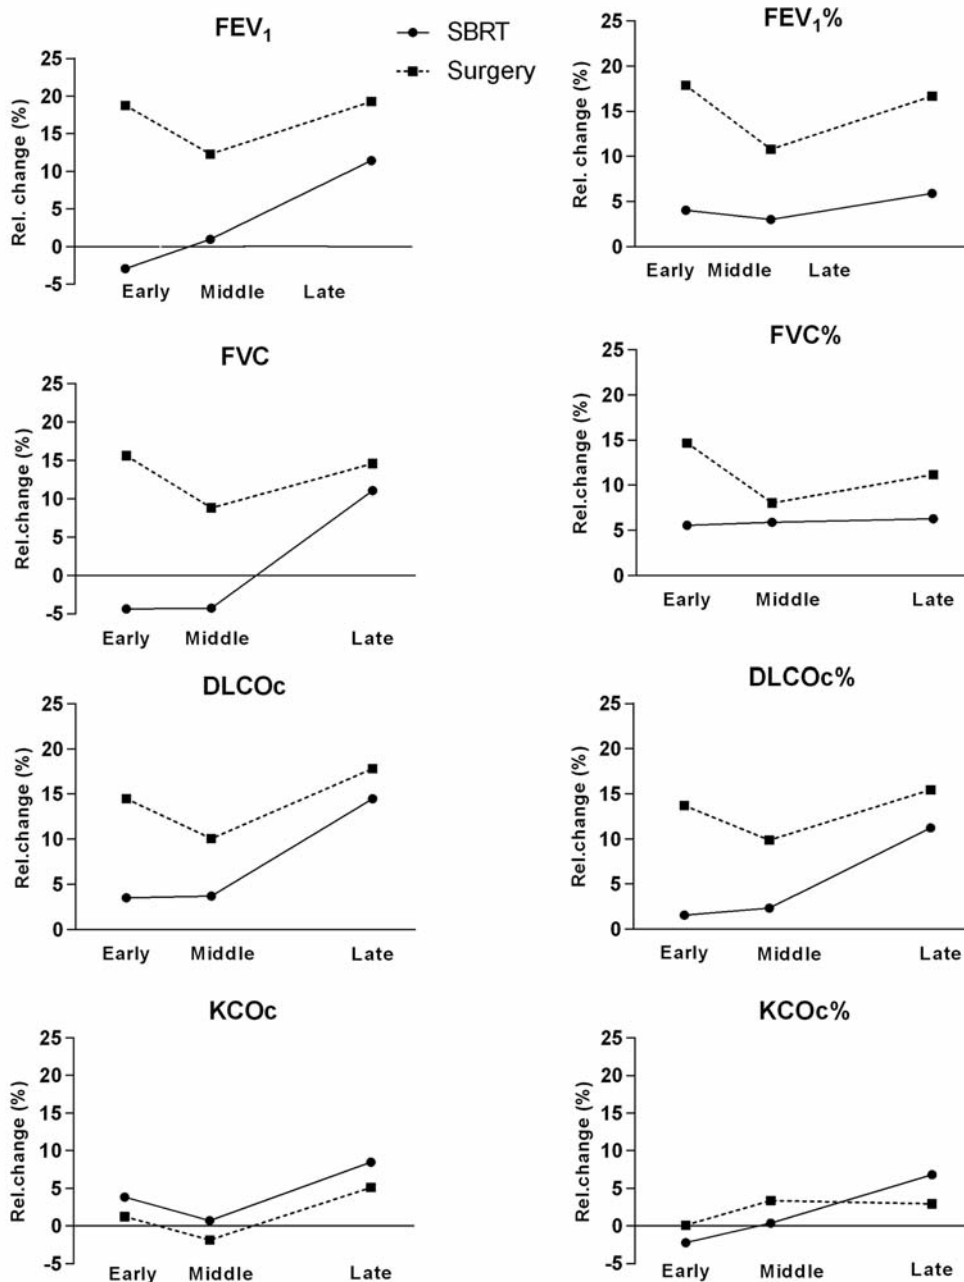 FEV₁
SBRT
Surgery
Rel. change (%)
25
20
15
10
5
0
-5
Early Middle Late
FEV₁%
Rel. change (%)
25
20
15
10
5
0
Early Middle Late
FVC
Rel.change (%)
25
20
15
10
5
0
-5
Early Middle Late
FVC%
Rel.change (%)
25
20
15
10
5
0
Early Middle Late
DLCOc
Rel.change (%)
25
20
15
10
5
0
Early Middle Late
DLCOc%
Rel.change (%)
25
20
15
10
5
0
Early Middle Late
KCOc
Rel.change (%)
25
20
15
10
5
0
-5
Early Middle Late
KCOc%
Rel.change (%)
25
20
15
10
5
0
-5
Early Middle Late